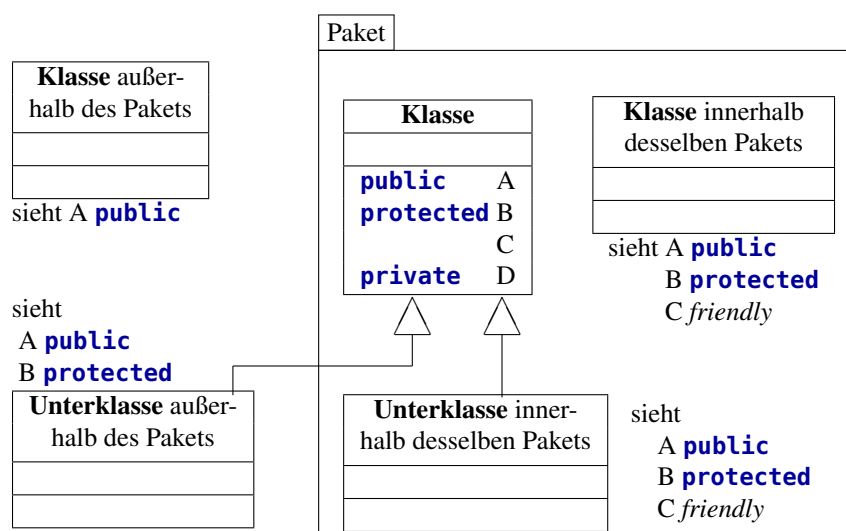 Paket
Klasse außer-
halb des Pakets
sieht A public
Klasse
public A
protected B
C
private D
Klasse innerhalb
desselben Pakets
sieht A public
B protected
C friendly
sieht
A public
B protected
Unterklasse außer-
halb des Pakets
Unterklasse inner-
halb desselben Pakets
sieht
A public
B protected
C friendly